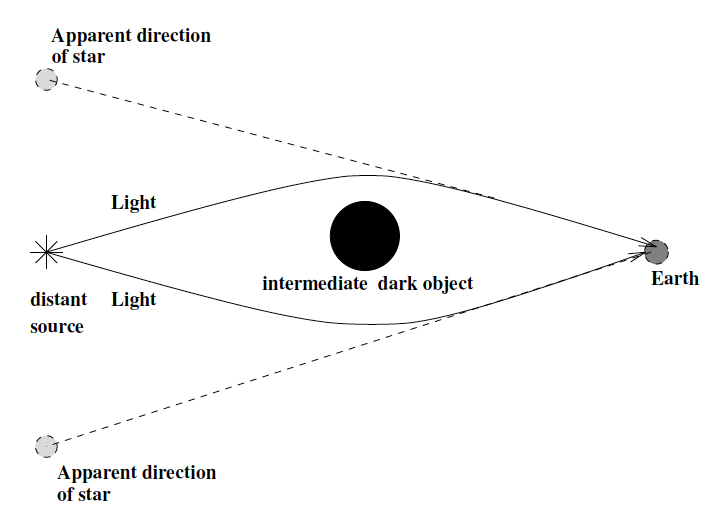 Apparent direction
of star
Light
intermediate dark object
Earth
distant
source
Light
Apparent direction
of star